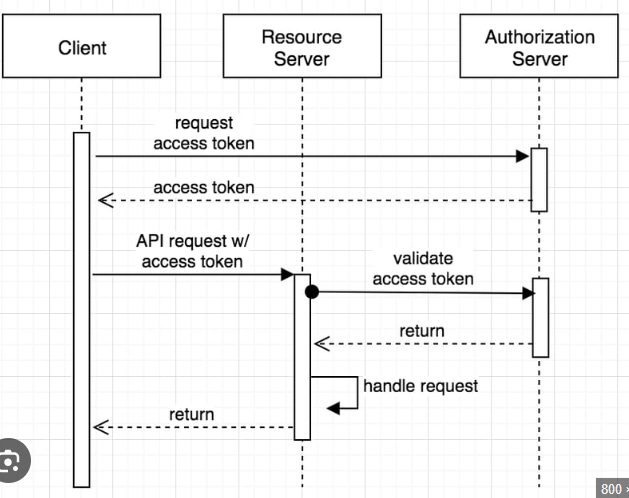 Client
Resource
Server
Authorization
Server
request
access token
access token
API request w/
access token
validate
access token
return
handle request
return
800 ×